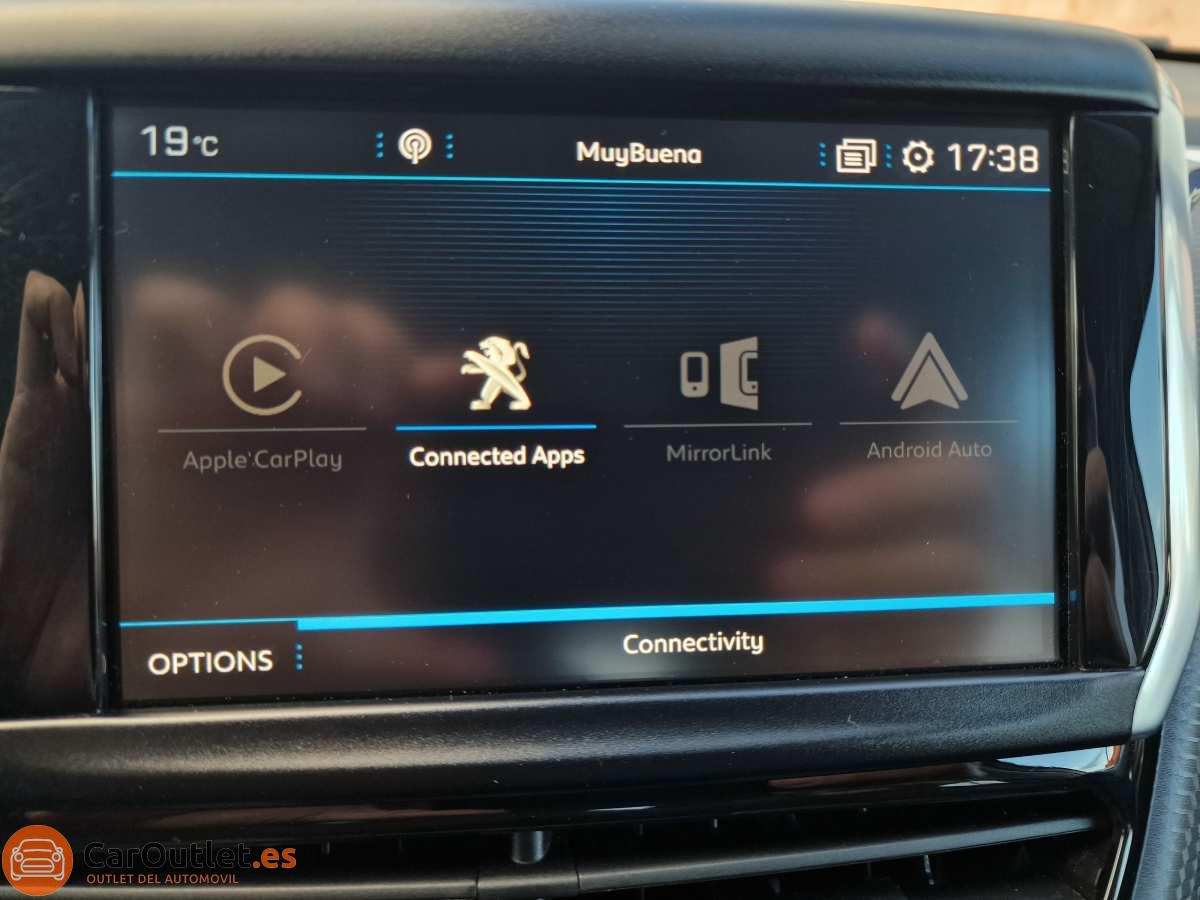 19°C
MuyBuena
17:38
Apple CarPlay
Connected Apps
MirrorLink
Android Auto
OPTIONS
Connectivity
CarOutlet.es
OUTLET DEL AUTOMOVIL